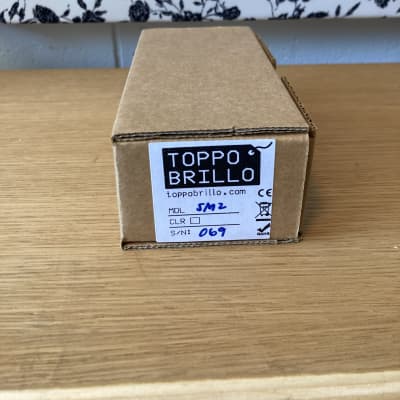 TOPPO
BRILLO
toppobrillo.com
CE
MDL SM2
CLR
S/N: 069